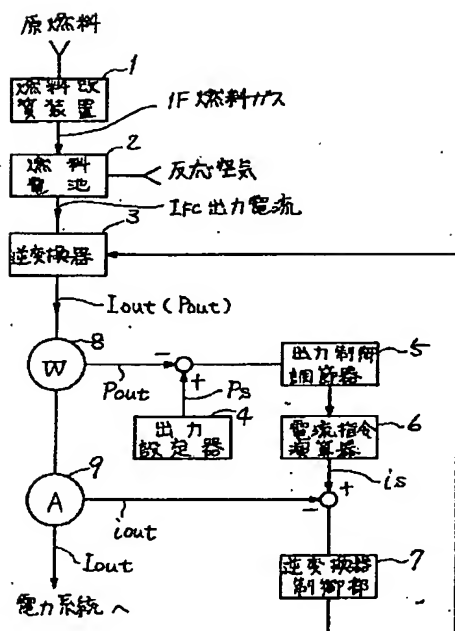 原燃料
1
燃料改
質装置
1F 燃料ガス
2
燃料
電池
反応空気
IFC 出力電流
3
逆変換器
Iout (Pout)
8
W
Pout
-
+
Ps
出力制御
調節器
5
出力
設定器
4
電流指令
演算器
6
is
+
-
9
A
iout
Iout
逆変換器
制御部
7
電力系統へ